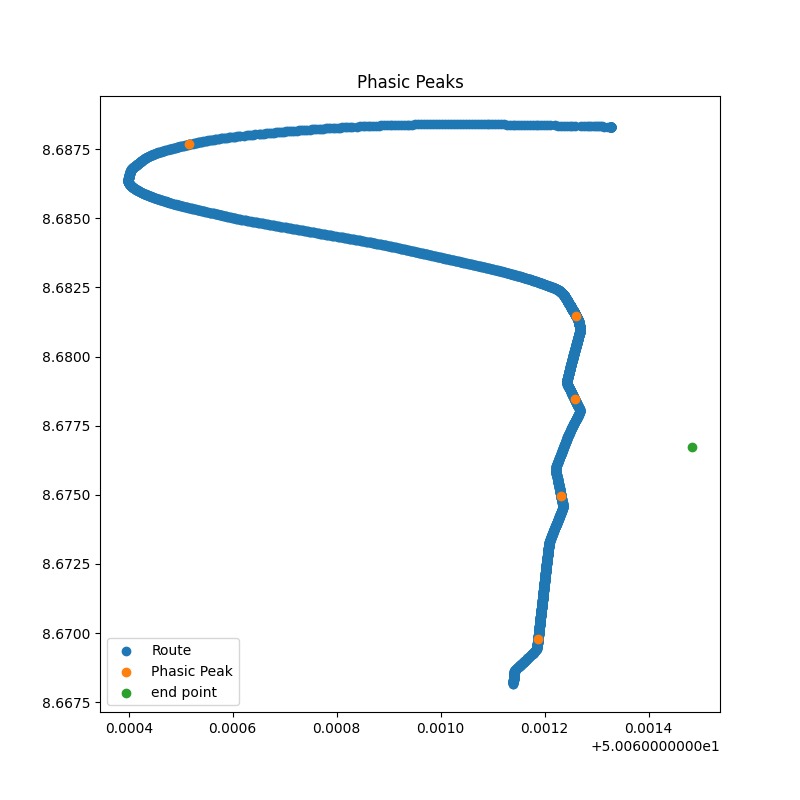 Phasic Peaks
8.6875
8.6850
8.6825
8.6800
8.6775
8.6750
8.6725
8.6700
8.6675
Route
Phasic Peak
end point
0.0004 0.0006 0.0008 0.0010 0.0012 0.0014
+5.0060000000e1